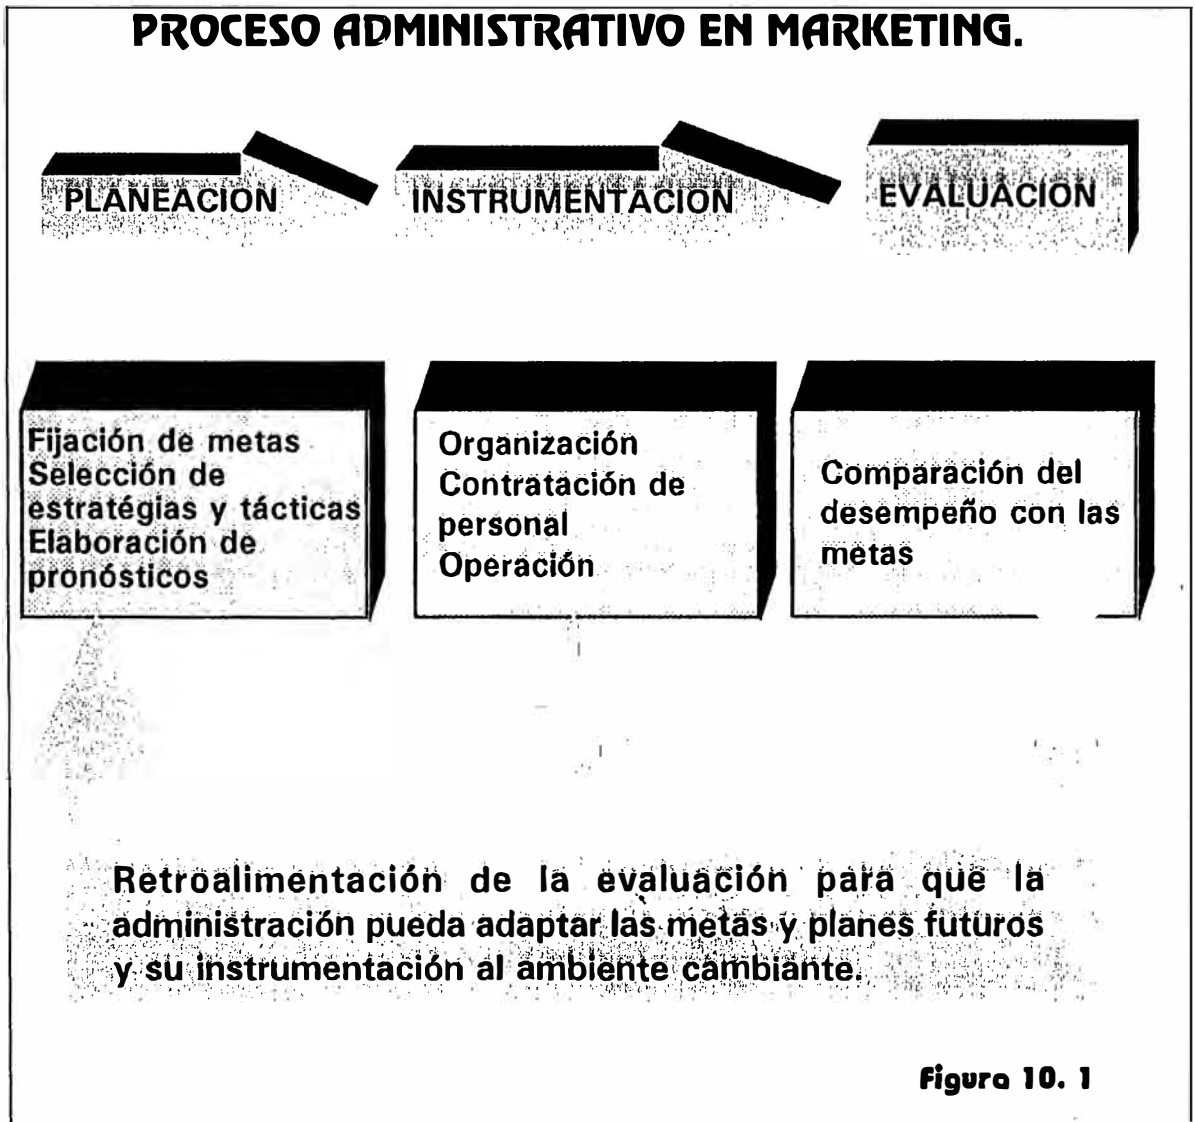 PROCESO ADMINISTRATIVO EN MARKETING.
PLANEACION
INSTRUMENTACION
EVALUACION
Fijación de metas
Selección de
estratégias y tácticas
Elaboración de
pronósticos
Organización
Contratación de
personal
Operación
Comparación del
desempeño con las
metas
Retroalimentación de la evaluación para que la
administración pueda adaptar las metas y planes futuros
y su instrumentación al ambiente cambiante.
Figura 10. 1